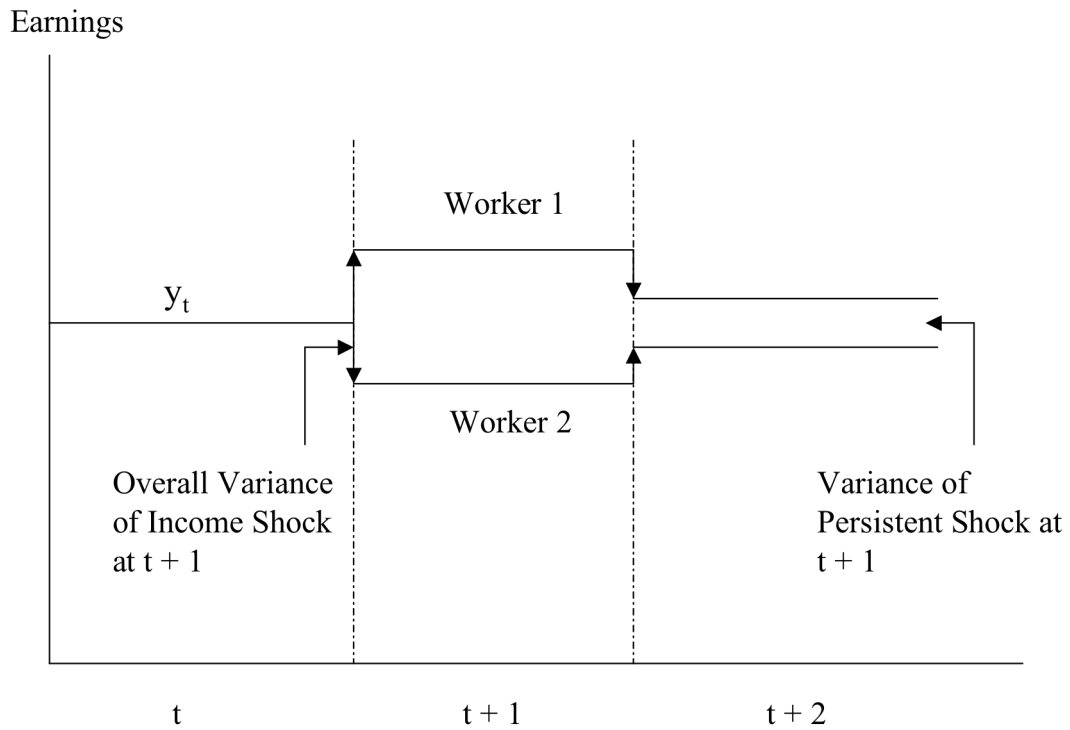 Earnings
Worker 1
yt
Worker 2
Overall Variance
of Income Shock
at t + 1
Variance of
Persistent Shock at
t + 1
t
t + 1
t + 2